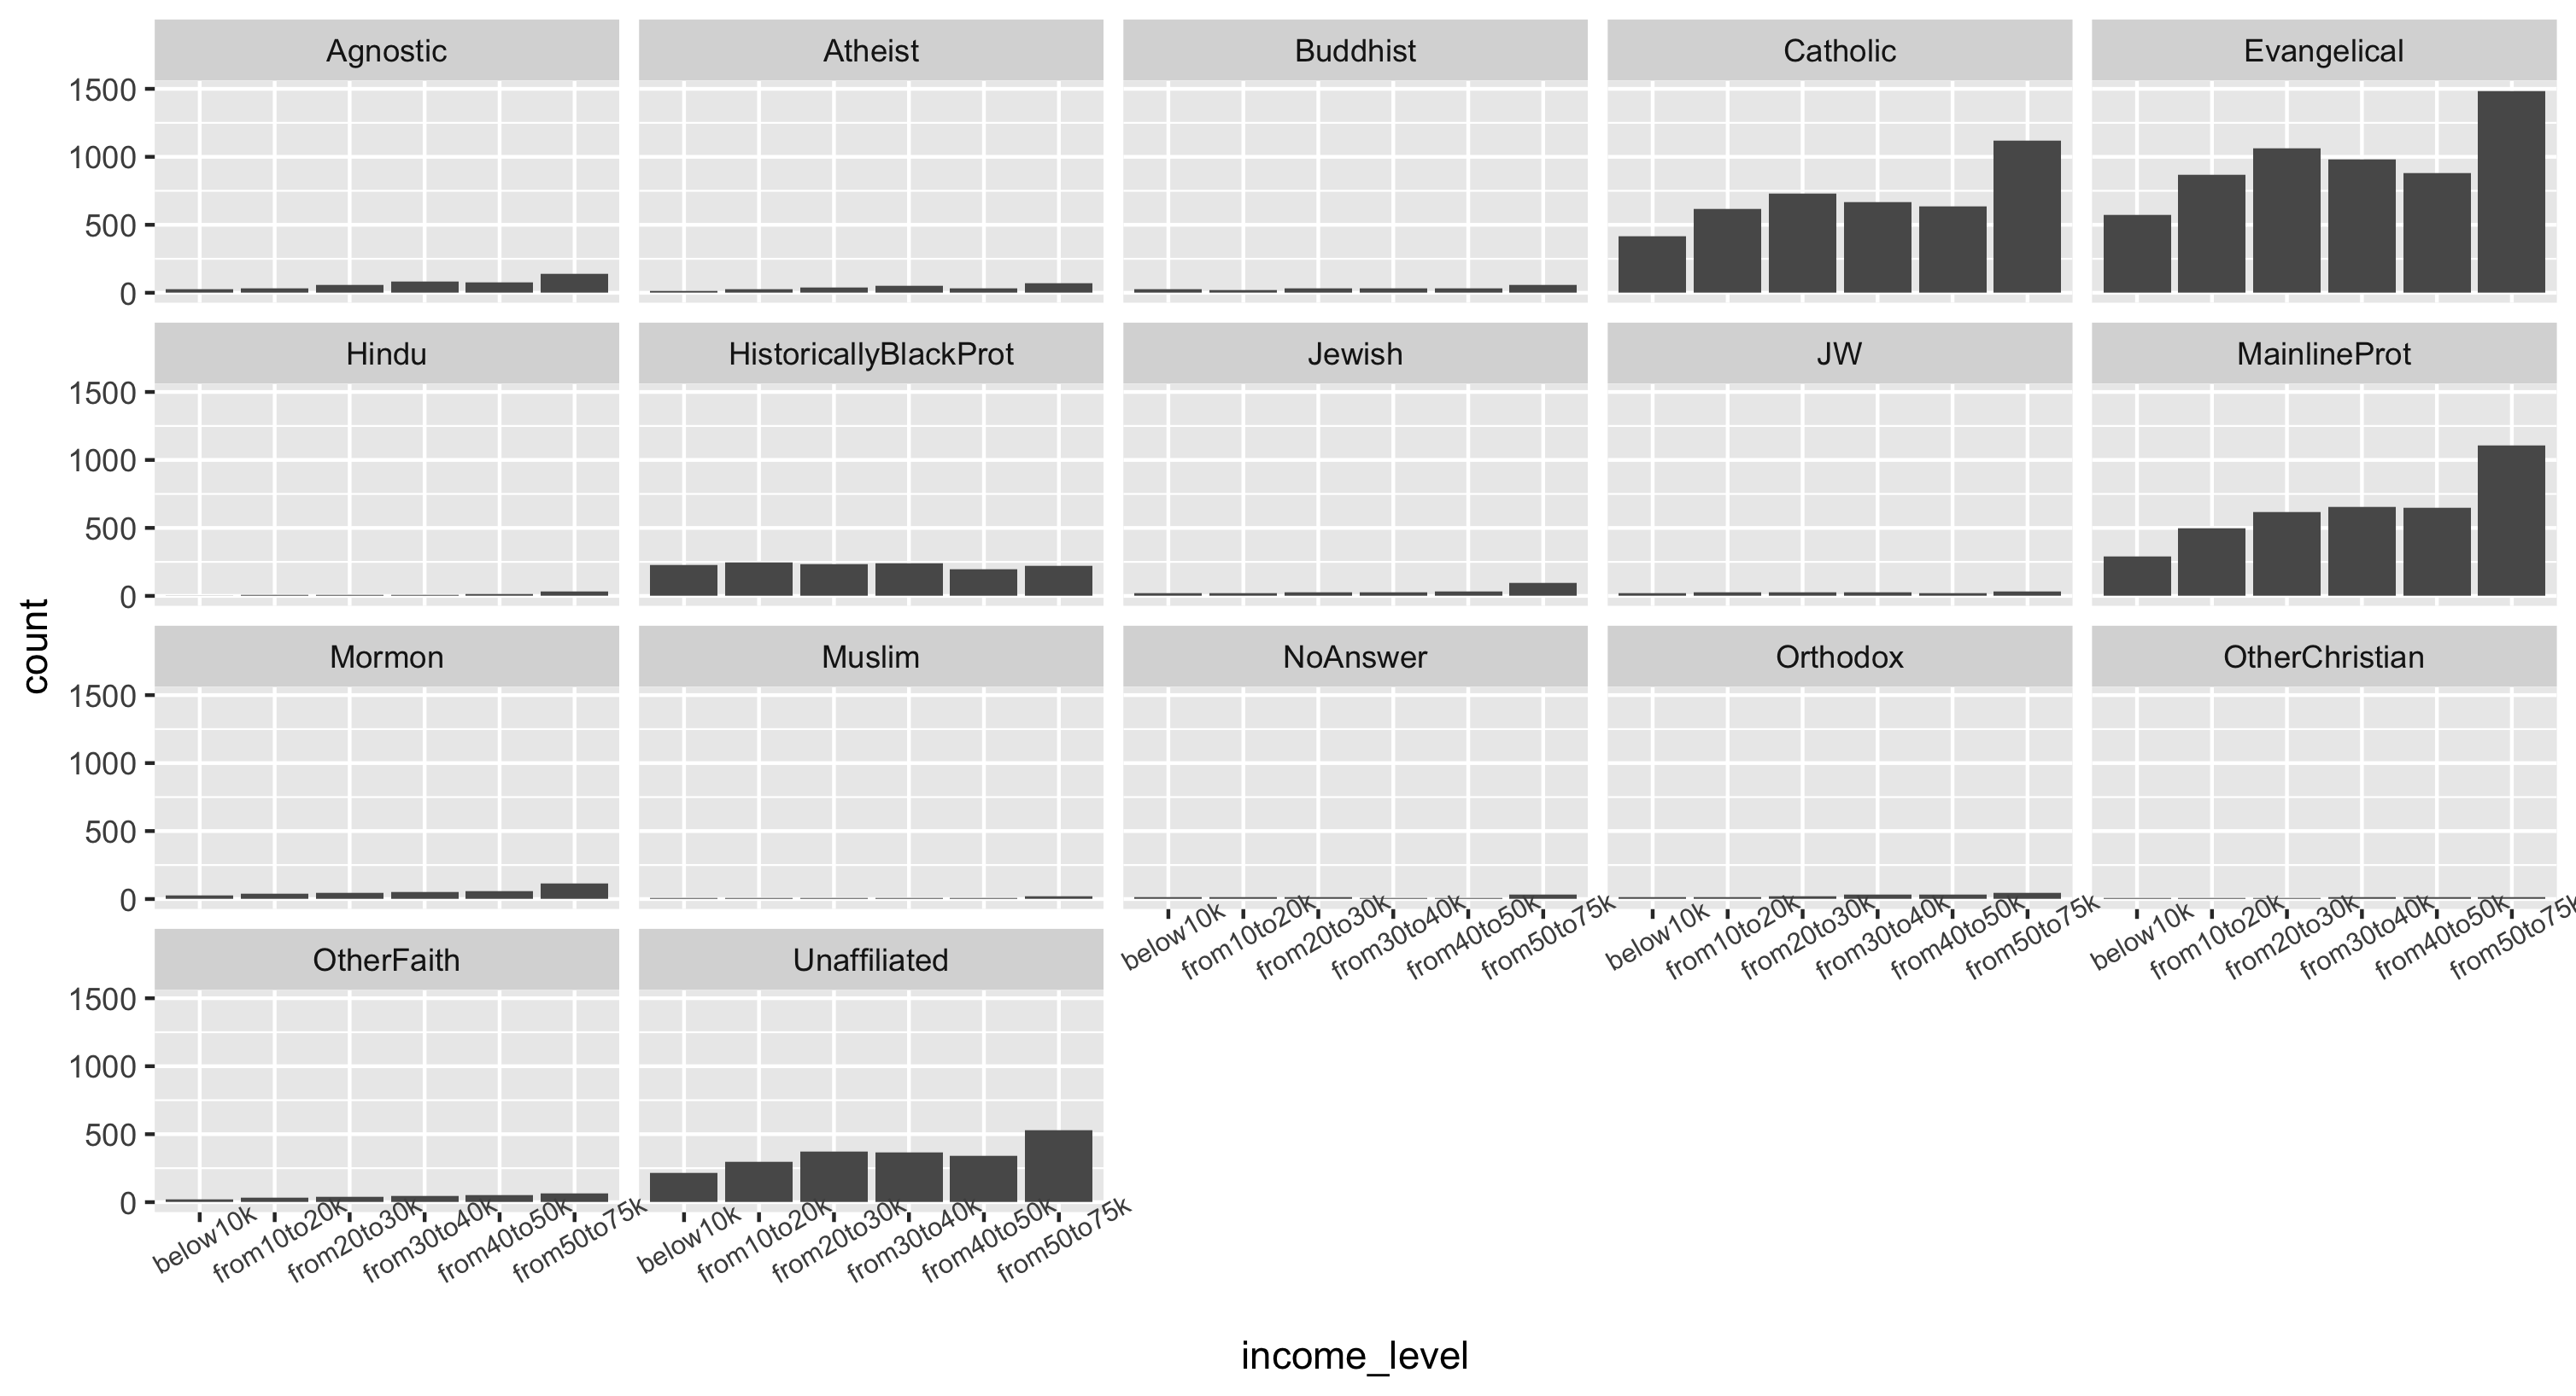 Agnostic Atheist Buddhist Catholic Evangelical
1500
1000
500
0
Hindu HistoricallyBlackProt Jewish JW MainlineProt
1500
1000
500
0
count
Mormon Muslim NoAnswer Orthodox OtherChristian
1500
1000
500
0
below10k from10to20k from20to30k from30to40k from40to50k from50to75k below10k from10to20k from20to30k from30to40k from40to50k from50to75k below10k from10to20k from20to30k from30to40k from40to50k from50to75k
OtherFaith Unaffiliated
1500
1000
500
0
below10k from10to20k from20to30k from30to40k from40to50k from50to75k below10k from10to20k from20to30k from30to40k from40to50k from50to75k
income_level